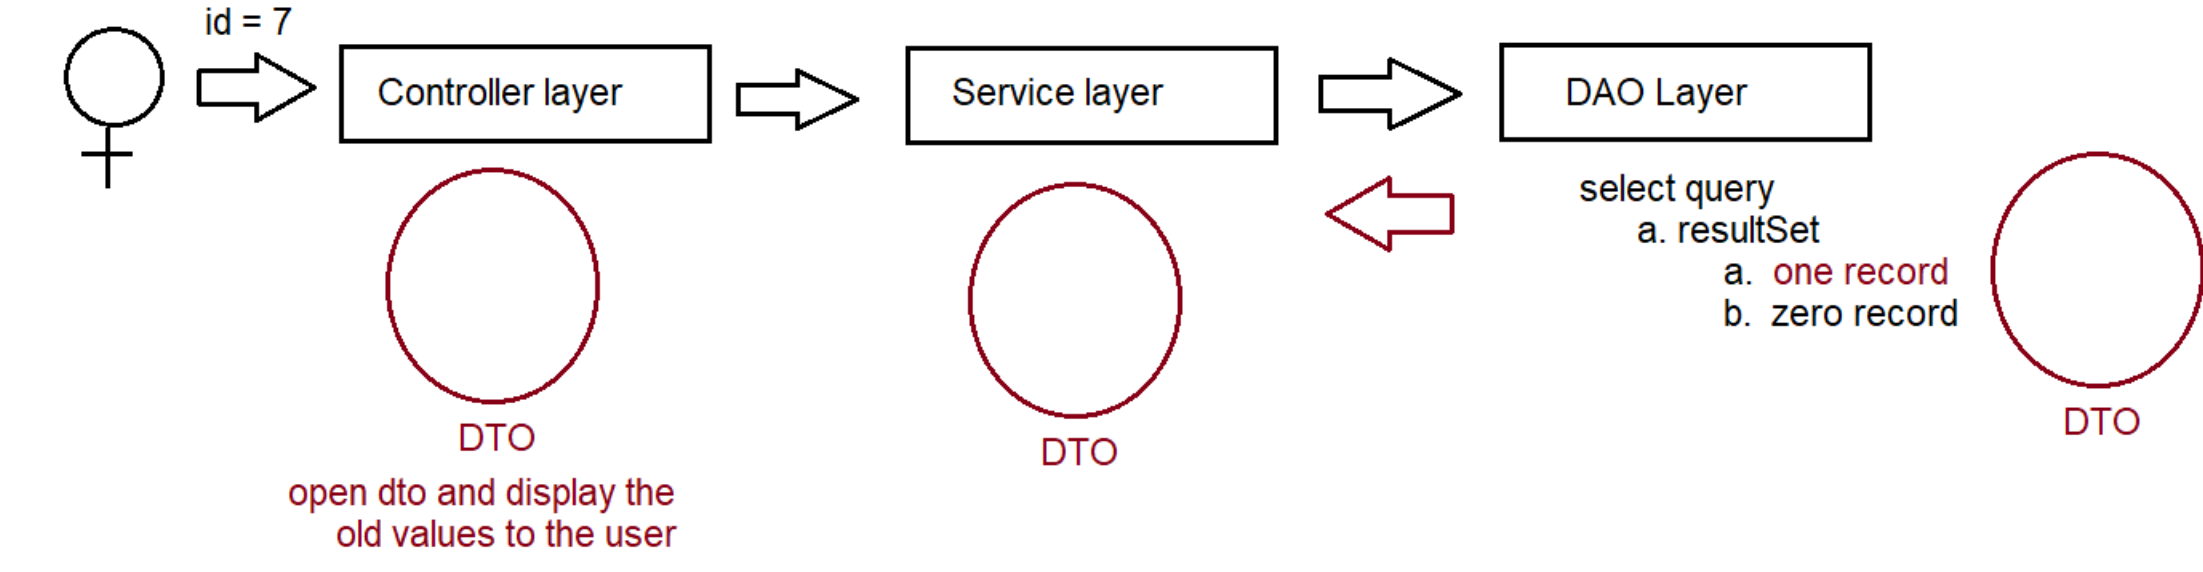 id = 7
Controller layer
Service layer
DAO Layer
select query
a. resultSet
a. one record
b. zero record
DTO
DTO
DTO
open dto and display the
old values to the user